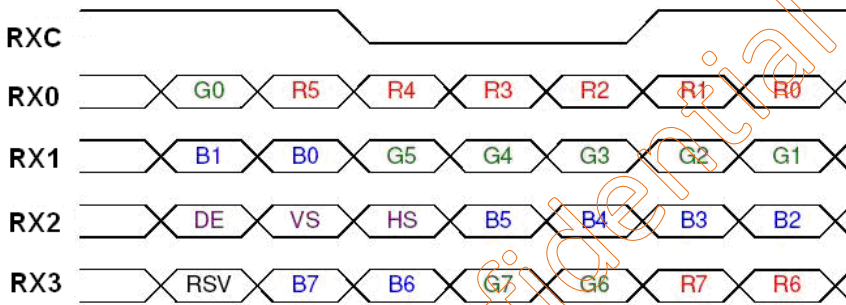 RXC
RX0 G0 R5 R4 R3 R2 R1 R0
RX1 B1 B0 G5 G4 G3 G2 G1
RX2 DE VS HS B5 B4 B3 B2
RX3 RSV B7 B6 G7 G6 R7 R6
fidential